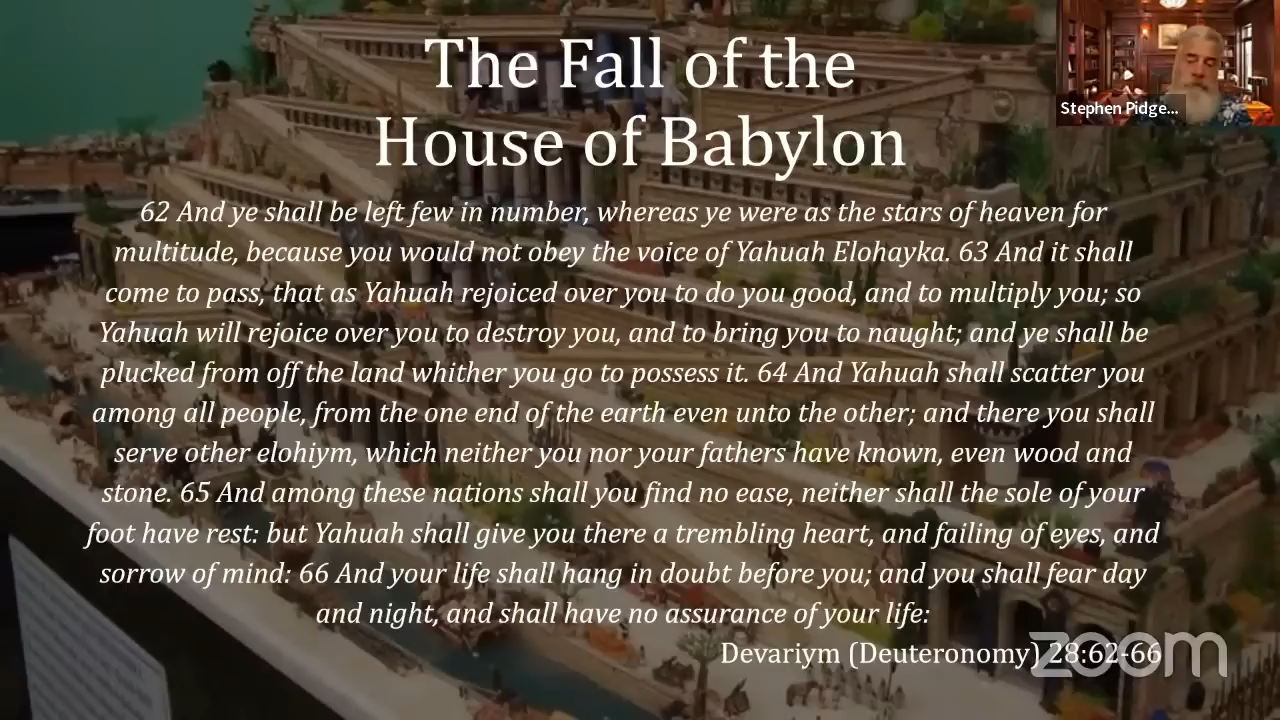 The Fall of the
House of Babylon
Stephen Pidge...
62 And ye shall be left few in number, whereas ye were as the stars of heaven for
multitude, because you would not obey the voice of Yahuah Elohayka. 63 And it shall
come to pass, that as Yahuah rejoiced over you to do you good, and to multiply you; so
Yahuah will rejoice over you to destroy you, and to bring you to naught; and ye shall be
plucked from off the land whither you go to possess it. 64 And Yahuah shall scatter you
among all people, from the one end of the earth even unto the other; and there you shall
serve other elohiym, which neither you nor your fathers have known, even wood and
stone. 65 And among these nations shall you find no ease, neither shall the sole of your
foot have rest: but Yahuah shall give you there a trembling heart, and failing of eyes, and
sorrow of mind: 66 And your life shall hang in doubt before you; and you shall fear day
and night, and shall have no assurance of your life:
Devariym (Deuteronomy) 28:62-66
zoom